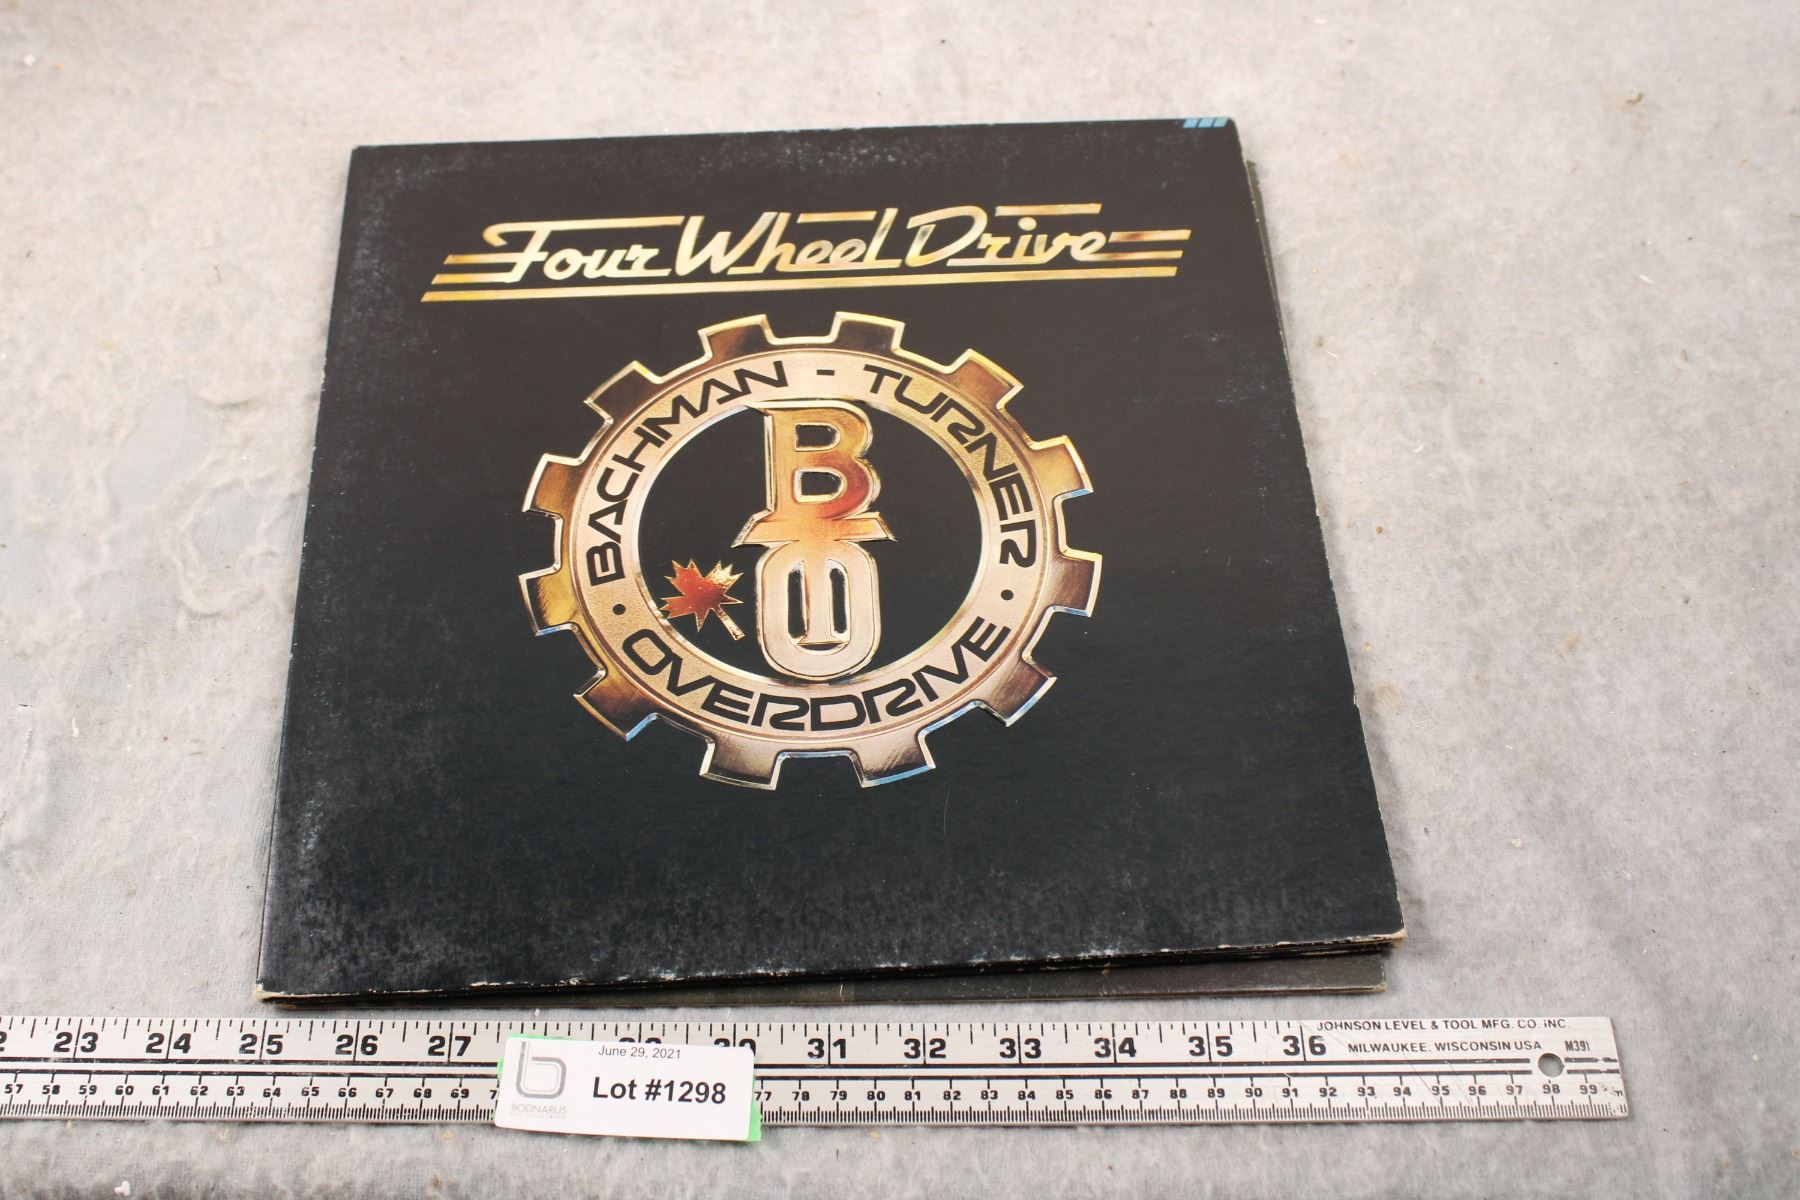 Four Wheel Drive
BACHMAN - TURNER
BTO
• OVERDRIVE •
23 24 25 26 27 30 31 32 33 34 35 36
JOHNSON LEVEL & TOOL MFG. CO. INC.
MILWAUKEE, WISCONSIN USA M391
57 58 59 60 61 62 63 64 65 66 67 68 69 77 78 79 80 81 82 83 84 85 86 87 88 89 90 91 92 93 94 95 96 97 98 99
June 29, 2021
Lot #1298
b
BODNARUS